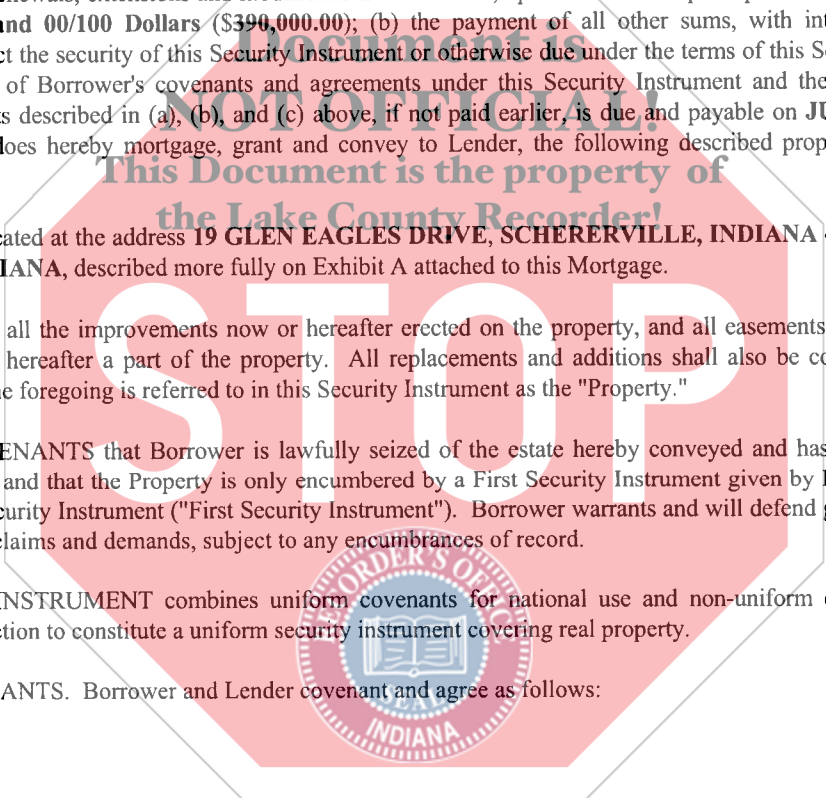 and 00/100 Dollars ($390,000.00); (b) the payment of all other sums, with int
Document is
ct the security of this Security Instrument or otherwise due under the terms of this S
of Borrower's covenants and agreements under this Security Instrument and the
NOT OFFICIAL!
s described in (a), (b), and (c) above, if not paid earlier, is due and payable on JU
does hereby mortgage, grant and convey to Lender, the following described prop
This Document is the property of
the Lake County Recorder!
cated at the address 19 GLEN EAGLES DRIVE, SCHERERVILLE, INDIANA
IANA, described more fully on Exhibit A attached to this Mortgage.
STOP
all the improvements now or hereafter erected on the property, and all easements
hereafter a part of the property. All replacements and additions shall also be co
e foregoing is referred to in this Security Instrument as the "Property."
ENANTS that Borrower is lawfully seized of the estate hereby conveyed and has
and that the Property is only encumbered by a First Security Instrument given by
curity Instrument ("First Security Instrument"). Borrower warrants and will defend g
claims and demands, subject to any encumbrances of record.
RECORDER'S OFFICE
INSTRUMENT combines uniform covenants for national use and non-uniform
ction to constitute a uniform security instrument covering real property.
ANTS. Borrower and Lender covenant and agree as follows:
SEAL
INDIANA